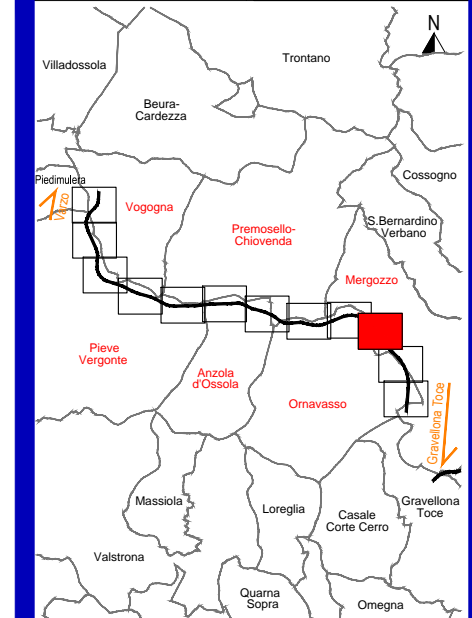 N
Trontano
Villadossola
Beura-
Cardezza
Cossogno
Piedimulera
Varzo
Vogogna
S.Bernardino
Verbano
Premosello-
Chiovenda
Mergozzo
Pieve
Vergonte
Anzola
d'Ossola
Ornavasso
Gravellona Toce
Massiola
Loreglia
Casale
Corte Cerro
Gravellona
Toce
Valstrona
Quarna
Sopra
Omegna